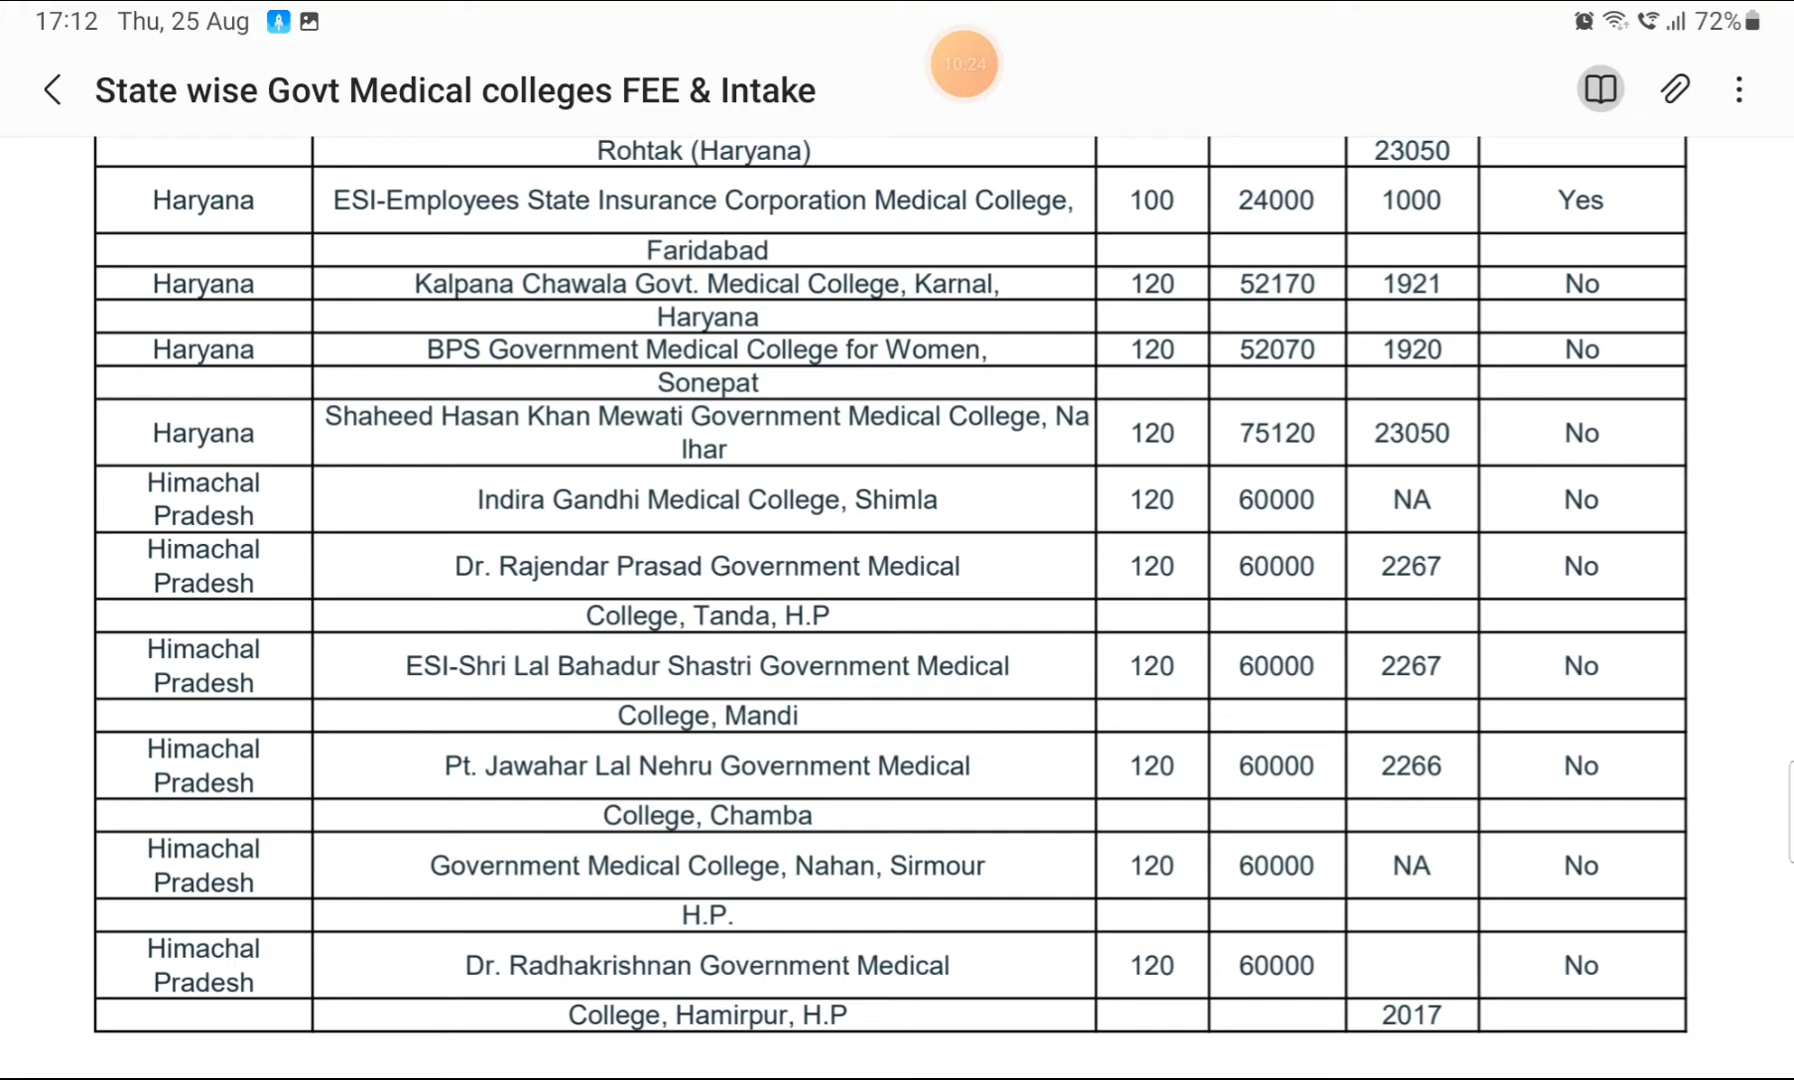 17:12 Thu, 25 Aug 72%
10:24
State wise Govt Medical colleges FEE & Intake
Rohtak (Haryana) 23050
Haryana ESI-Employees State Insurance Corporation Medical College, 100 24000 1000 Yes
Faridabad
Haryana Kalpana Chawala Govt. Medical College, Karnal, 120 52170 1921 No
Haryana
Haryana BPS Government Medical College for Women, 120 52070 1920 No
Sonepat
Haryana Shaheed Hasan Khan Mewati Government Medical College, Na 120 75120 23050 No
lhar
Himachal
Pradesh Indira Gandhi Medical College, Shimla 120 60000 NA No
Himachal
Pradesh Dr. Rajendar Prasad Government Medical 120 60000 2267 No
College, Tanda, H.P
Himachal
Pradesh ESI-Shri Lal Bahadur Shastri Government Medical 120 60000 2267 No
College, Mandi
Himachal
Pradesh Pt. Jawahar Lal Nehru Government Medical 120 60000 2266 No
College, Chamba
Himachal
Pradesh Government Medical College, Nahan, Sirmour 120 60000 NA No
H.P.
Himachal
Pradesh Dr. Radhakrishnan Government Medical 120 60000 No
College, Hamirpur, H.P 2017